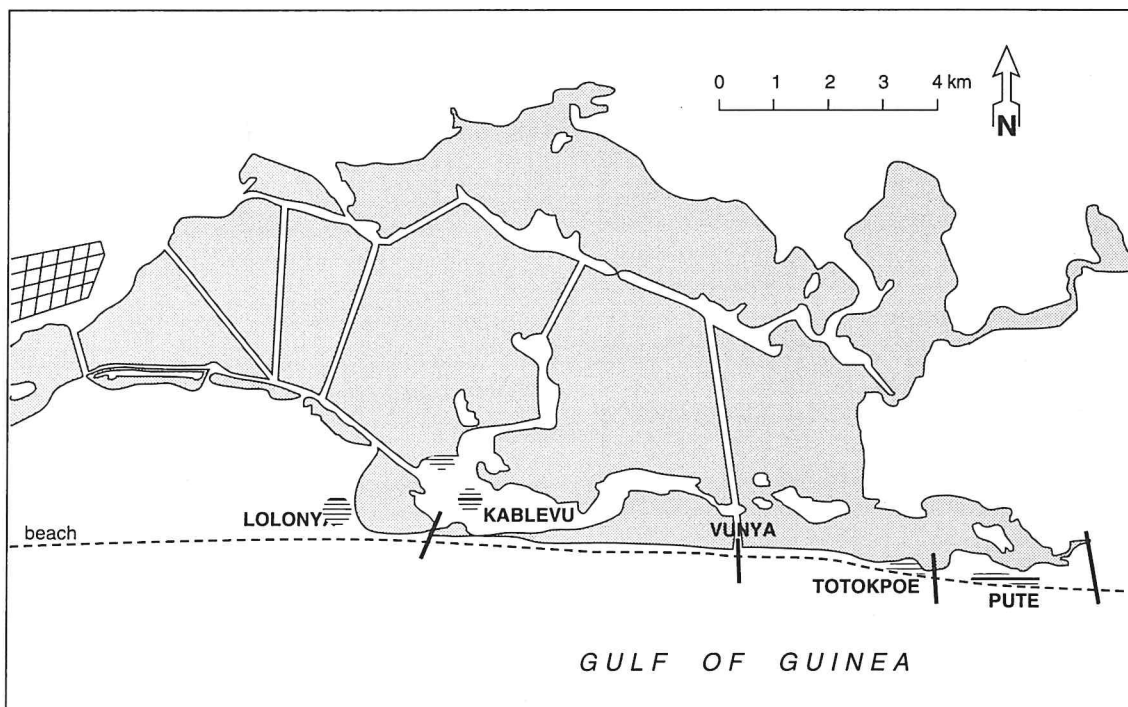 0 1 2 3 4 km
N
LOLONYA
KABLEVU
beach
VUNYA
TOTOKPOE
PUTE
GULF OF GUINEA